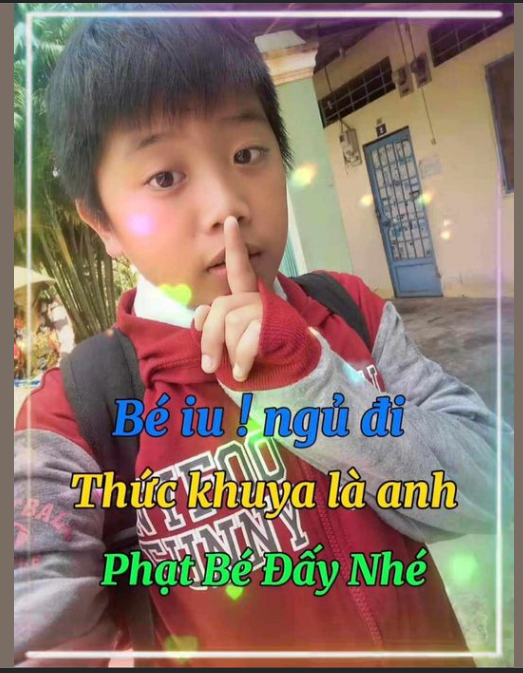 Bé iu ! ngủ đi
Thức khuya là anh
Phạt Bé Đấy Nhé